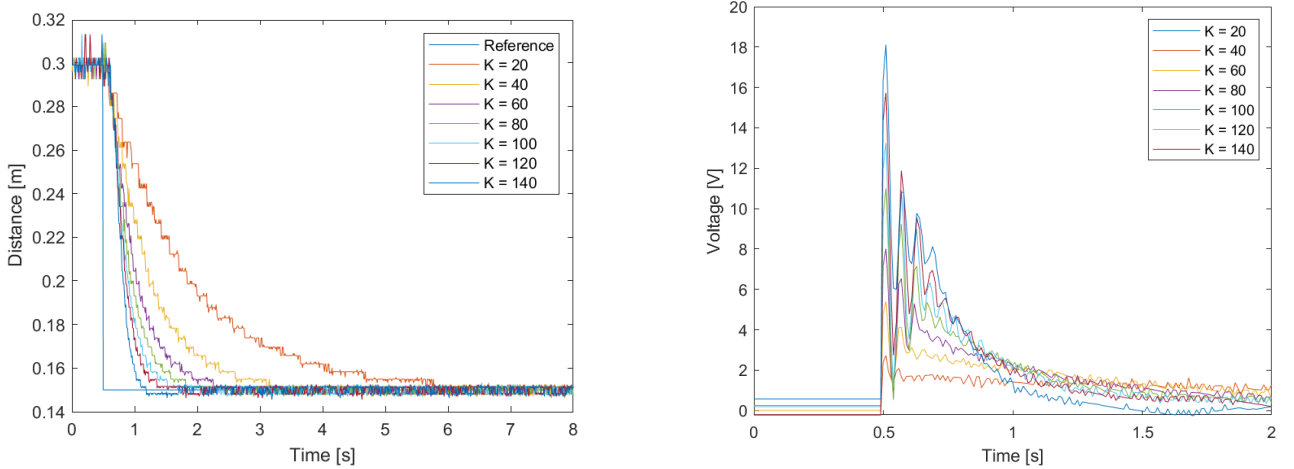 0.32
0.3
0.28
0.26
0.24
0.22
0.2
0.18
0.16
0.14
Distance [m]
0 1 2 3 4 5 6 7 8
Time [s]
Reference
K = 20
K = 40
K = 60
K = 80
K = 100
K = 120
K = 140
20
18
16
14
12
10
8
6
4
2
0
Voltage [V]
0 0.5 1 1.5 2
Time [s]
K = 20
K = 40
K = 60
K = 80
K = 100
K = 120
K = 140